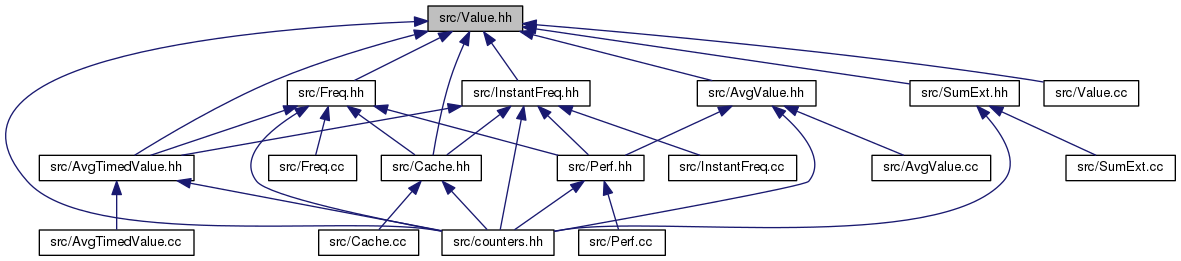 src/Value.hh
src/Freq.hh
src/InstantFreq.hh
src/AvgValue.hh
src/SumExt.hh
src/Value.cc
src/AvgTimedValue.hh
src/Freq.cc
src/Cache.hh
src/Perf.hh
src/InstantFreq.cc
src/AvgValue.cc
src/SumExt.cc
src/AvgTimedValue.cc
src/Cache.cc
src/counters.hh
src/Perf.cc